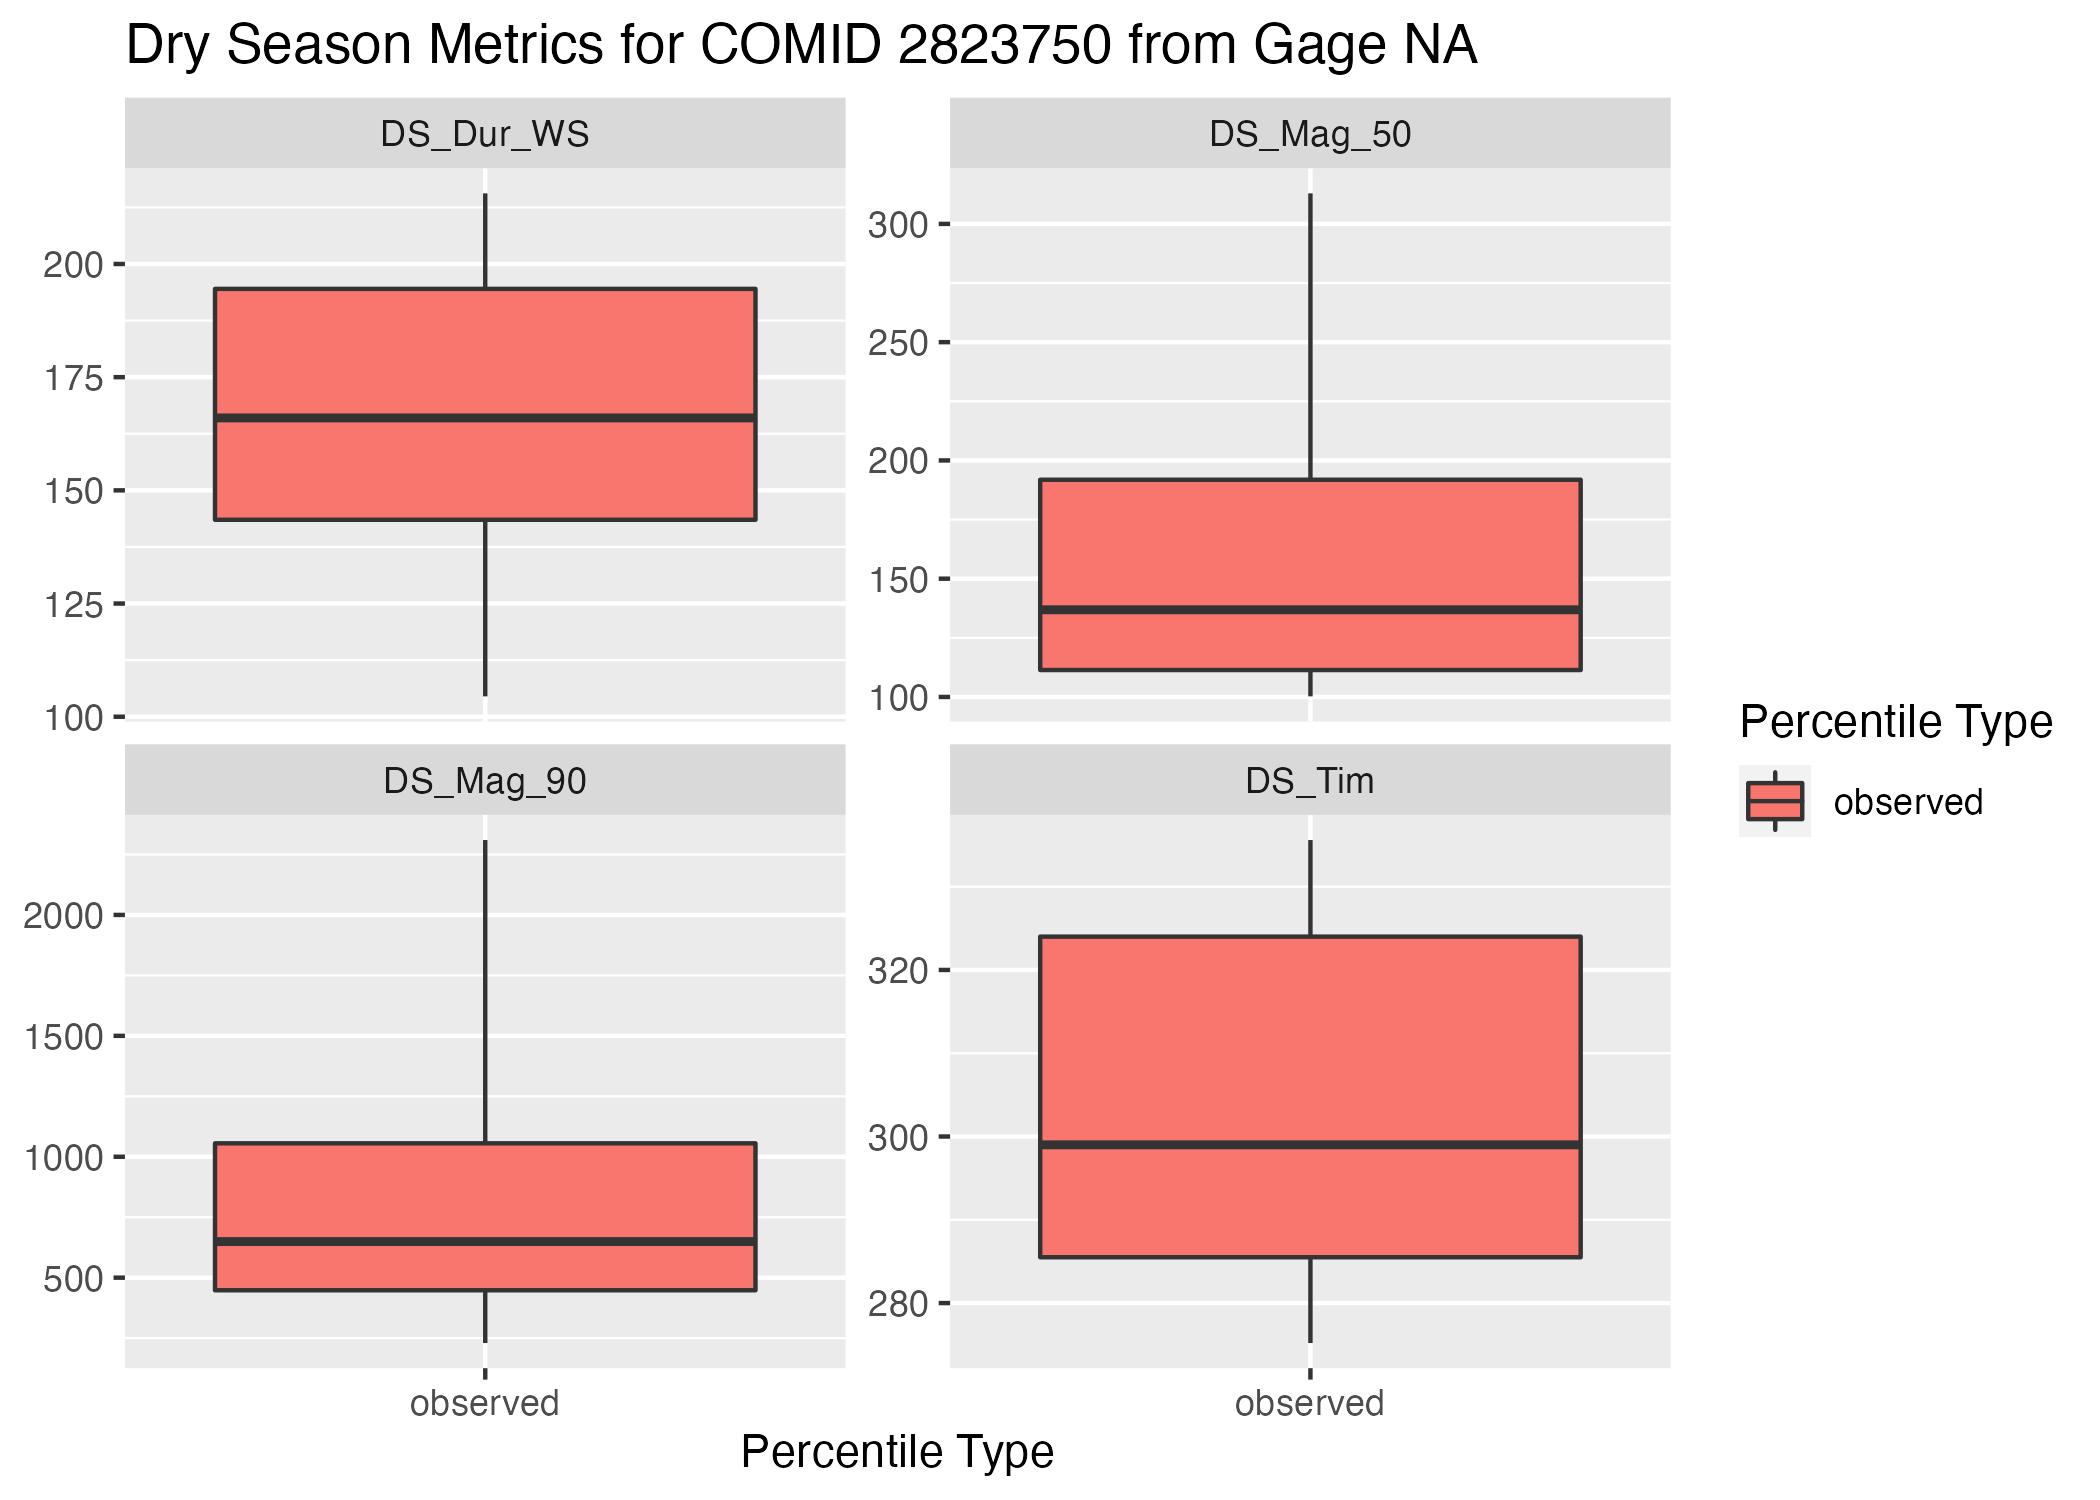 Dry Season Metrics for COMID 2823750 from Gage NA
DS_Dur_WS
200
175
150
125
100
DS_Mag_50
300
250
200
150
100
DS_Mag_90
2000
1500
1000
500
observed
DS_Tim
320
300
280
observed
Percentile Type
Percentile Type
observed